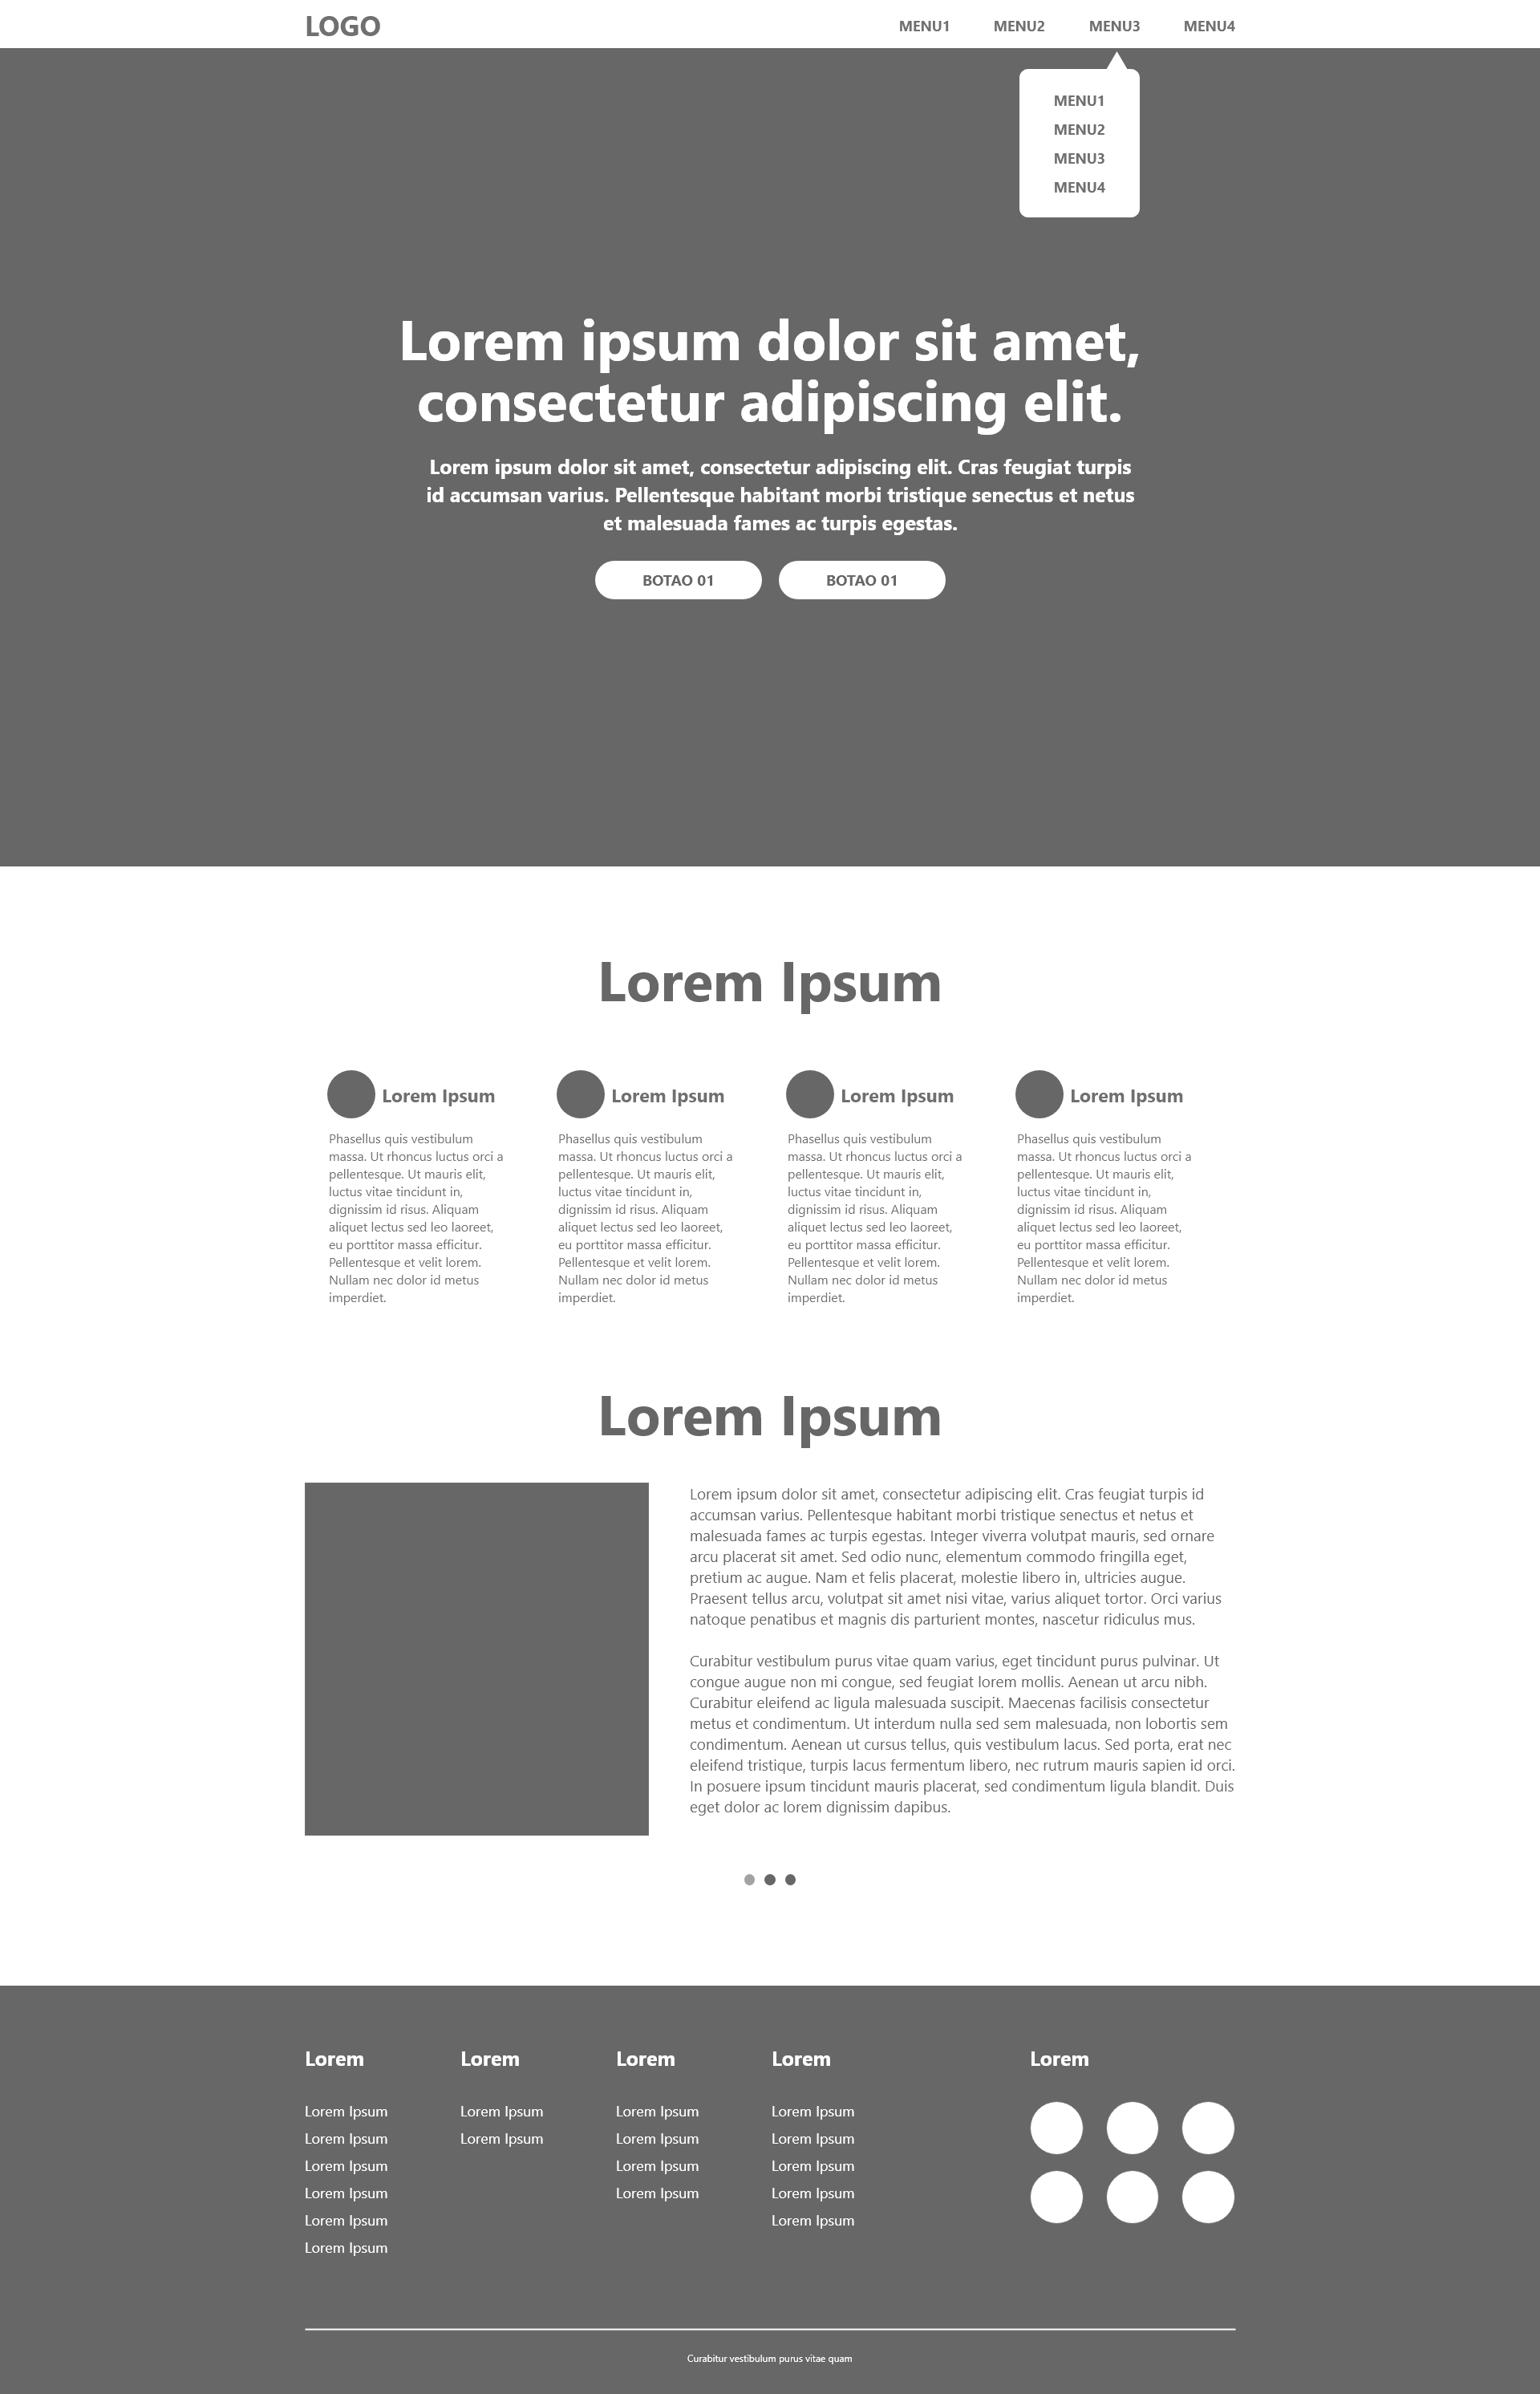 LOGO
MENU1 MENU2 MENU3 MENU4
MENU1
MENU2
MENU3
MENU4
Lorem ipsum dolor sit amet,
consectetur adipiscing elit.
Lorem ipsum dolor sit amet, consectetur adipiscing elit. Cras feugiat turpis
id accumsan varius. Pellentesque habitant morbi tristique senectus et netus
et malesuada fames ac turpis egestas.
BOTAO 01
BOTAO 01
Lorem Ipsum
Lorem Ipsum
Phasellus quis vestibulum
massa. Ut rhoncus luctus orci a
pellentesque. Ut mauris elit,
luctus vitae tincidunt in,
dignissim id risus. Aliquam
aliquet lectus sed leo laoreet,
eu porttitor massa efficitur.
Pellentesque et velit lorem.
Nullam nec dolor id metus
imperdiet.
Lorem Ipsum
Phasellus quis vestibulum
massa. Ut rhoncus luctus orci a
pellentesque. Ut mauris elit,
luctus vitae tincidunt in,
dignissim id risus. Aliquam
aliquet lectus sed leo laoreet,
eu porttitor massa efficitur.
Pellentesque et velit lorem.
Nullam nec dolor id metus
imperdiet.
Lorem Ipsum
Phasellus quis vestibulum
massa. Ut rhoncus luctus orci a
pellentesque. Ut mauris elit,
luctus vitae tincidunt in,
dignissim id risus. Aliquam
aliquet lectus sed leo laoreet,
eu porttitor massa efficitur.
Pellentesque et velit lorem.
Nullam nec dolor id metus
imperdiet.
Lorem Ipsum
Phasellus quis vestibulum
massa. Ut rhoncus luctus orci a
pellentesque. Ut mauris elit,
luctus vitae tincidunt in,
dignissim id risus. Aliquam
aliquet lectus sed leo laoreet,
eu porttitor massa efficitur.
Pellentesque et velit lorem.
Nullam nec dolor id metus
imperdiet.
Lorem Ipsum
Lorem ipsum dolor sit amet, consectetur adipiscing elit. Cras feugiat turpis id
accumsan varius. Pellentesque habitant morbi tristique senectus et netus et
malesuada fames ac turpis egestas. Integer viverra volutpat mauris, sed ornare
arcu placerat sit amet. Sed odio nunc, elementum commodo fringilla eget,
pretium ac augue. Nam et felis placerat, molestie libero in, ultricies augue.
Praesent tellus arcu, volutpat sit amet nisi vitae, varius aliquet tortor. Orci varius
natoque penatibus et magnis dis parturient montes, nascetur ridiculus mus.
Curabitur vestibulum purus vitae quam varius, eget tincidunt purus pulvinar. Ut
congue augue non mi congue, sed feugiat lorem mollis. Aenean ut arcu nibh.
Curabitur eleifend ac ligula malesuada suscipit. Maecenas facilisis consectetur
metus et condimentum. Ut interdum nulla sed sem malesuada, non lobortis sem
condimentum. Aenean ut cursus tellus, quis vestibulum lacus. Sed porta, erat nec
eleifend tristique, turpis lacus fermentum libero, nec rutrum mauris sapien id orci.
In posuere ipsum tincidunt mauris placerat, sed condimentum ligula blandit. Duis
eget dolor ac lorem dignissim dapibus.
Lorem
Lorem Ipsum
Lorem Ipsum
Lorem Ipsum
Lorem Ipsum
Lorem Ipsum
Lorem Ipsum
Lorem
Lorem Ipsum
Lorem Ipsum
Lorem
Lorem Ipsum
Lorem Ipsum
Lorem Ipsum
Lorem Ipsum
Lorem
Lorem Ipsum
Lorem Ipsum
Lorem Ipsum
Lorem Ipsum
Lorem Ipsum
Lorem
Curabitur vestibulum purus vitae quam